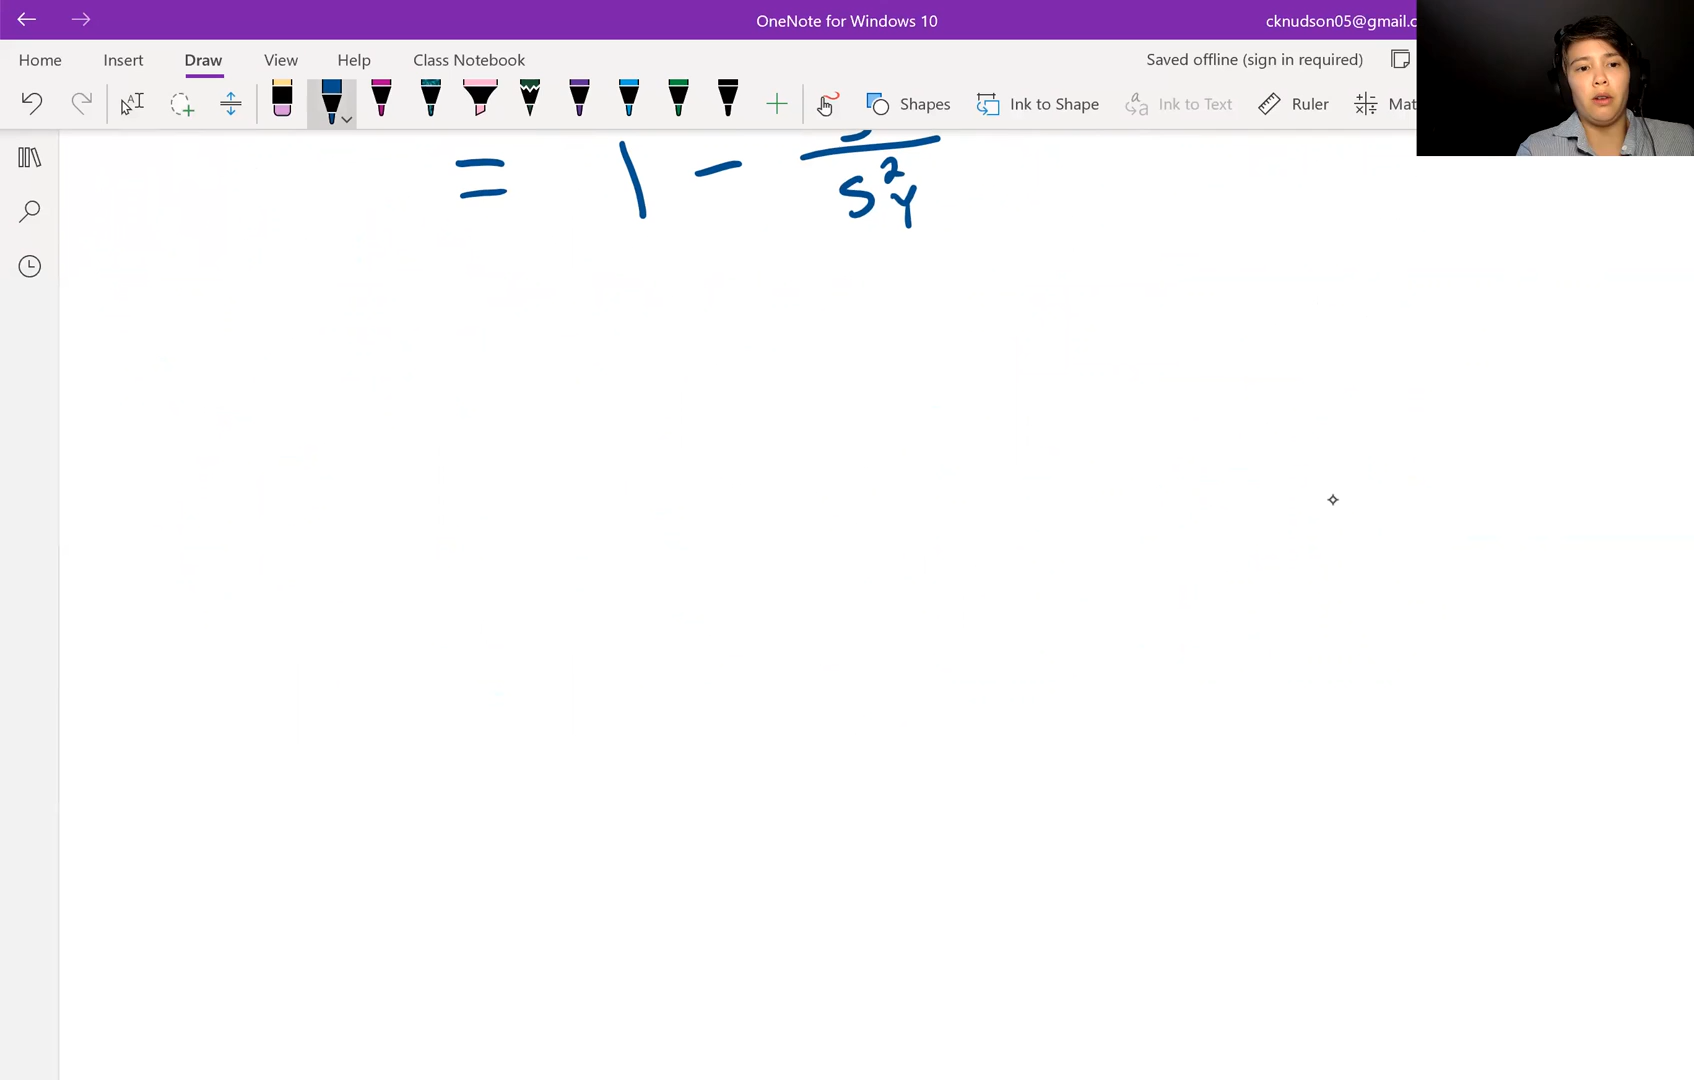 OneNote for Windows 10
cknudson05@gmail.c
Home Insert Draw View Help Class Notebook
Saved offline (sign in required)
Shapes Ink to Shape Ink to Text Ruler Mat
= 1 - 
s²Y